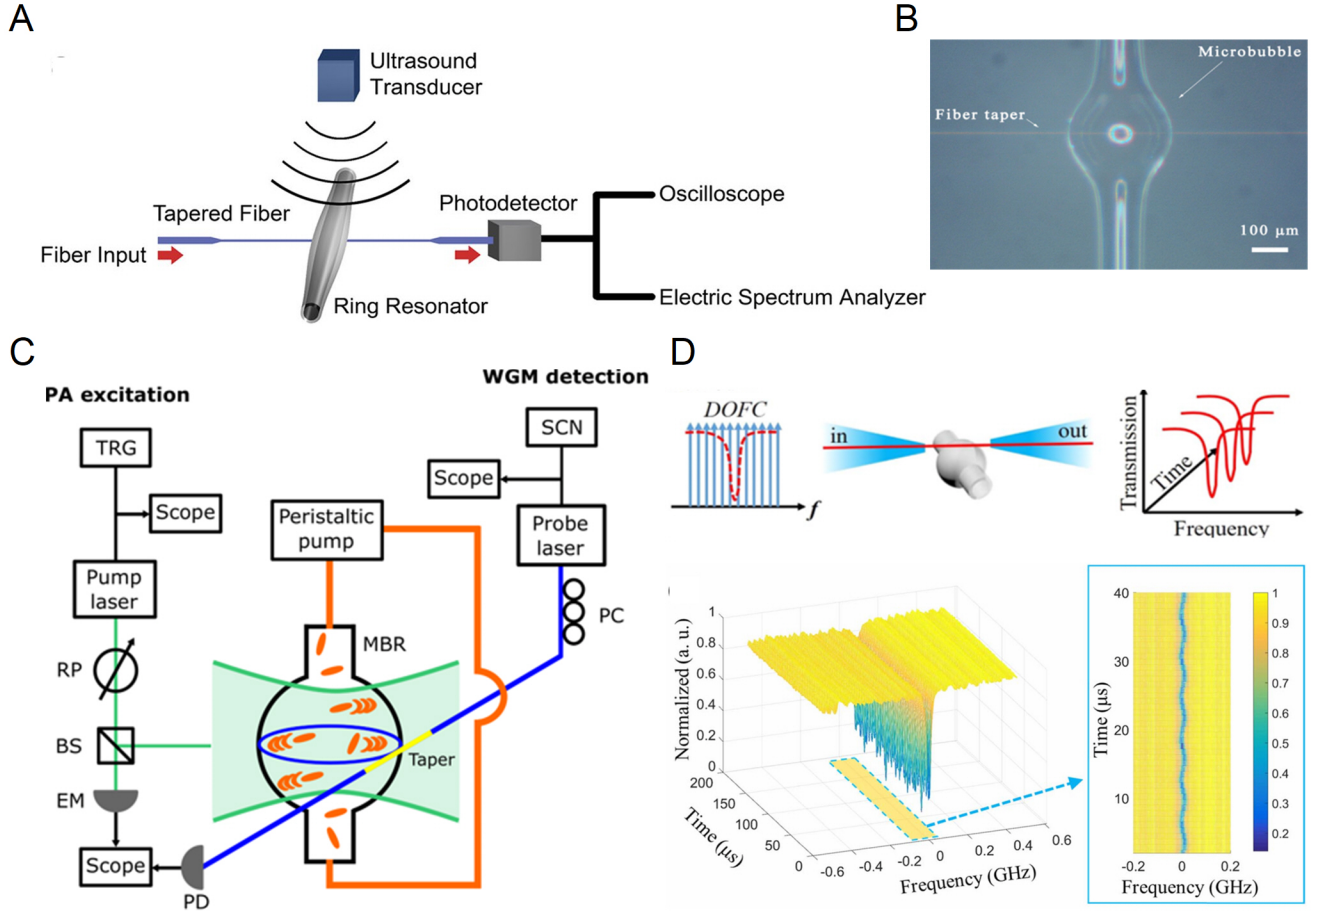 A
Ultrasound
Transducer
Tapered Fiber
Photodetector
Oscilloscope
Fiber Input
Ring Resonator
Electric Spectrum Analyzer
B
Microbubble
Fiber taper
100 μm
C
PA excitation
WGM detection
TRG
SCN
Scope
Scope
Peristaltic
pump
Probe
laser
Pump
laser
PC
MBR
RP
BS
Taper
EM
Scope
PD
D
DOFC
f
in
out
Transmission
Time
Frequency
Normalized (a. u.)
1
0.8
0.6
0.4
0.2
0
200
150
100
50
0
Time (μs)
-0.6
-0.4
-0.2
0
0.2
0.4
0.6
Frequency (GHz)
40
30
20
10
Time (μs)
-0.2
0
0.2
Frequency (GHz)
1
0.9
0.8
0.7
0.6
0.5
0.4
0.3
0.2